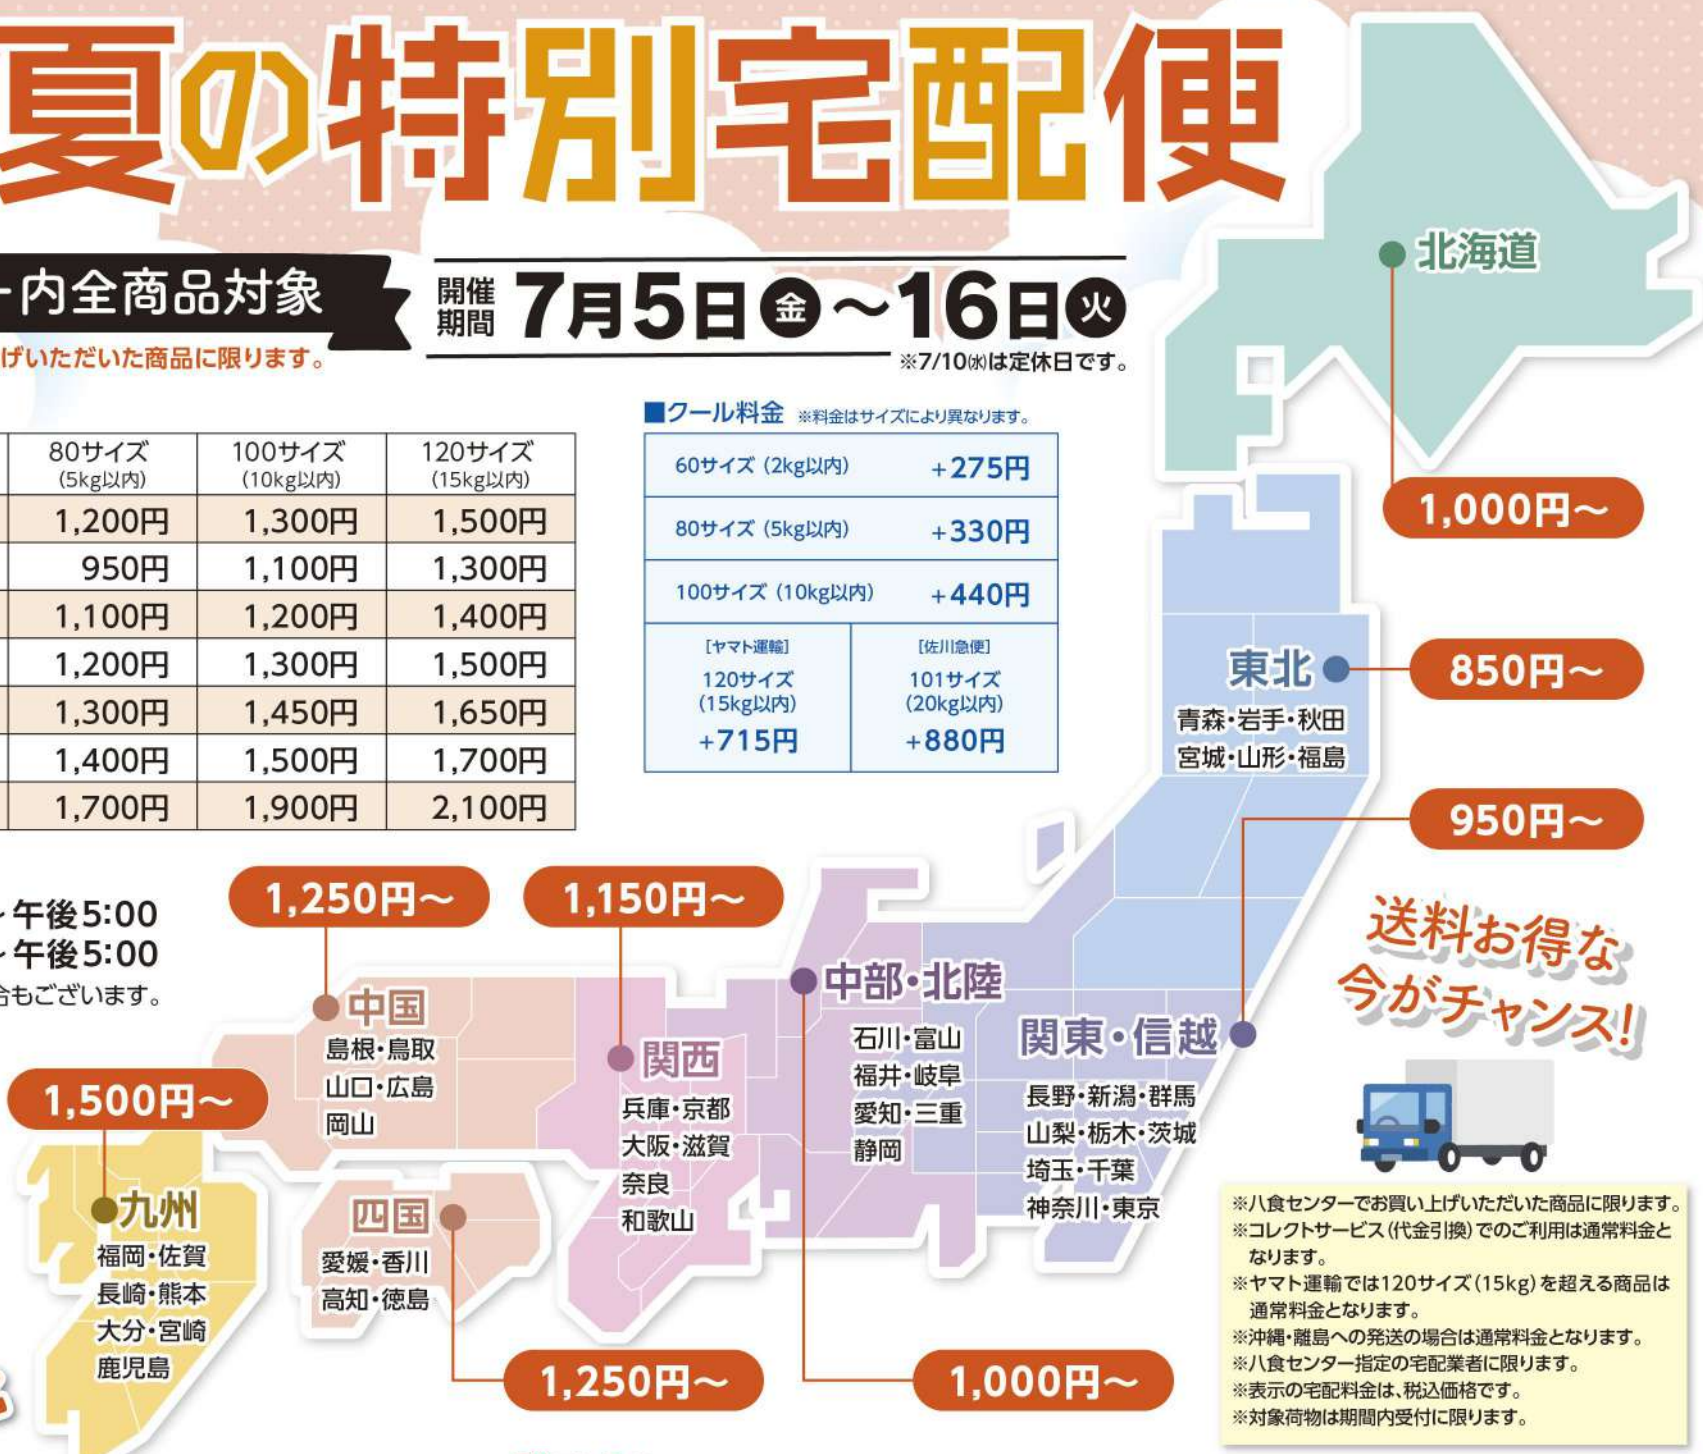 夏の特別宅配便
ー内全商品対象
げいただいた商品に限ります。
開催期間 7月5日金～16日火
※7/10㈬は定休日です。
80サイズ (5kg以内) 100サイズ (10kg以内) 120サイズ (15kg以内)
1,200円 1,300円 1,500円
950円 1,100円 1,300円
1,100円 1,200円 1,400円
1,200円 1,300円 1,500円
1,300円 1,450円 1,650円
1,400円 1,500円 1,700円
1,700円 1,900円 2,100円
■クール料金 ※料金はサイズにより異なります。
60サイズ（2kg以内） +275円
80サイズ（5kg以内） +330円
100サイズ（10kg以内） +440円
［ヤマト運輸］
120サイズ
(15kg以内)
+715円
［佐川急便］
101サイズ
(20kg以内)
+880円
北海道
1,000円～
東北
青森・岩手・秋田
宮城・山形・福島
850円～
950円～
関東・信越
長野・新潟・群馬
山梨・栃木・茨城
埼玉・千葉
神奈川・東京
中部・北陸
石川・富山
福井・岐阜
愛知・三重
静岡
1,000円～
1,150円～
関西
兵庫・京都
大阪・滋賀
奈良
和歌山
1,250円～
中国
島根・鳥取
山口・広島
岡山
四国
愛媛・香川
高知・徳島
1,250円～
1,500円～
九州
福岡・佐賀
長崎・熊本
大分・宮崎
鹿児島
～午後5:00
～午後5:00
合もございます。
送料お得な
今がチャンス!
※八食センターでお買い上げいただいた商品に限ります。
※コレクトサービス（代金引換）でのご利用は通常料金と
なります。
※ヤマト運輸では120サイズ（15kg）を超える商品は
通常料金となります。
※沖縄・離島への発送の場合は通常料金となります。
※八食センター指定の宅配業者に限ります。
※表示の宅配料金は、税込価格です。
※対象荷物は期間内受付に限ります。